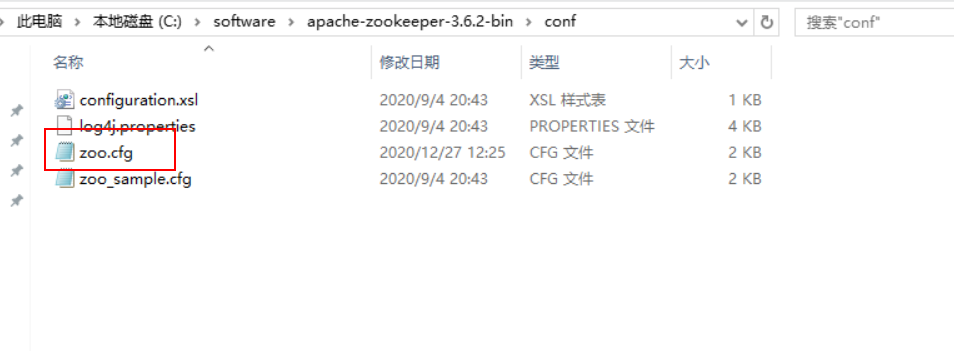 此电脑 > 本地磁盘 (C:) > software > apache-zookeeper-3.6.2-bin > conf 搜索"conf"
名称 修改日期 类型 大小
configuration.xsl 2020/9/4 20:43 XSL 样式表 1 KB
log4j.properties 2020/9/4 20:43 PROPERTIES 文件 4 KB
zoo.cfg 2020/12/27 12:25 CFG 文件 2 KB
zoo_sample.cfg 2020/9/4 20:43 CFG 文件 2 KB